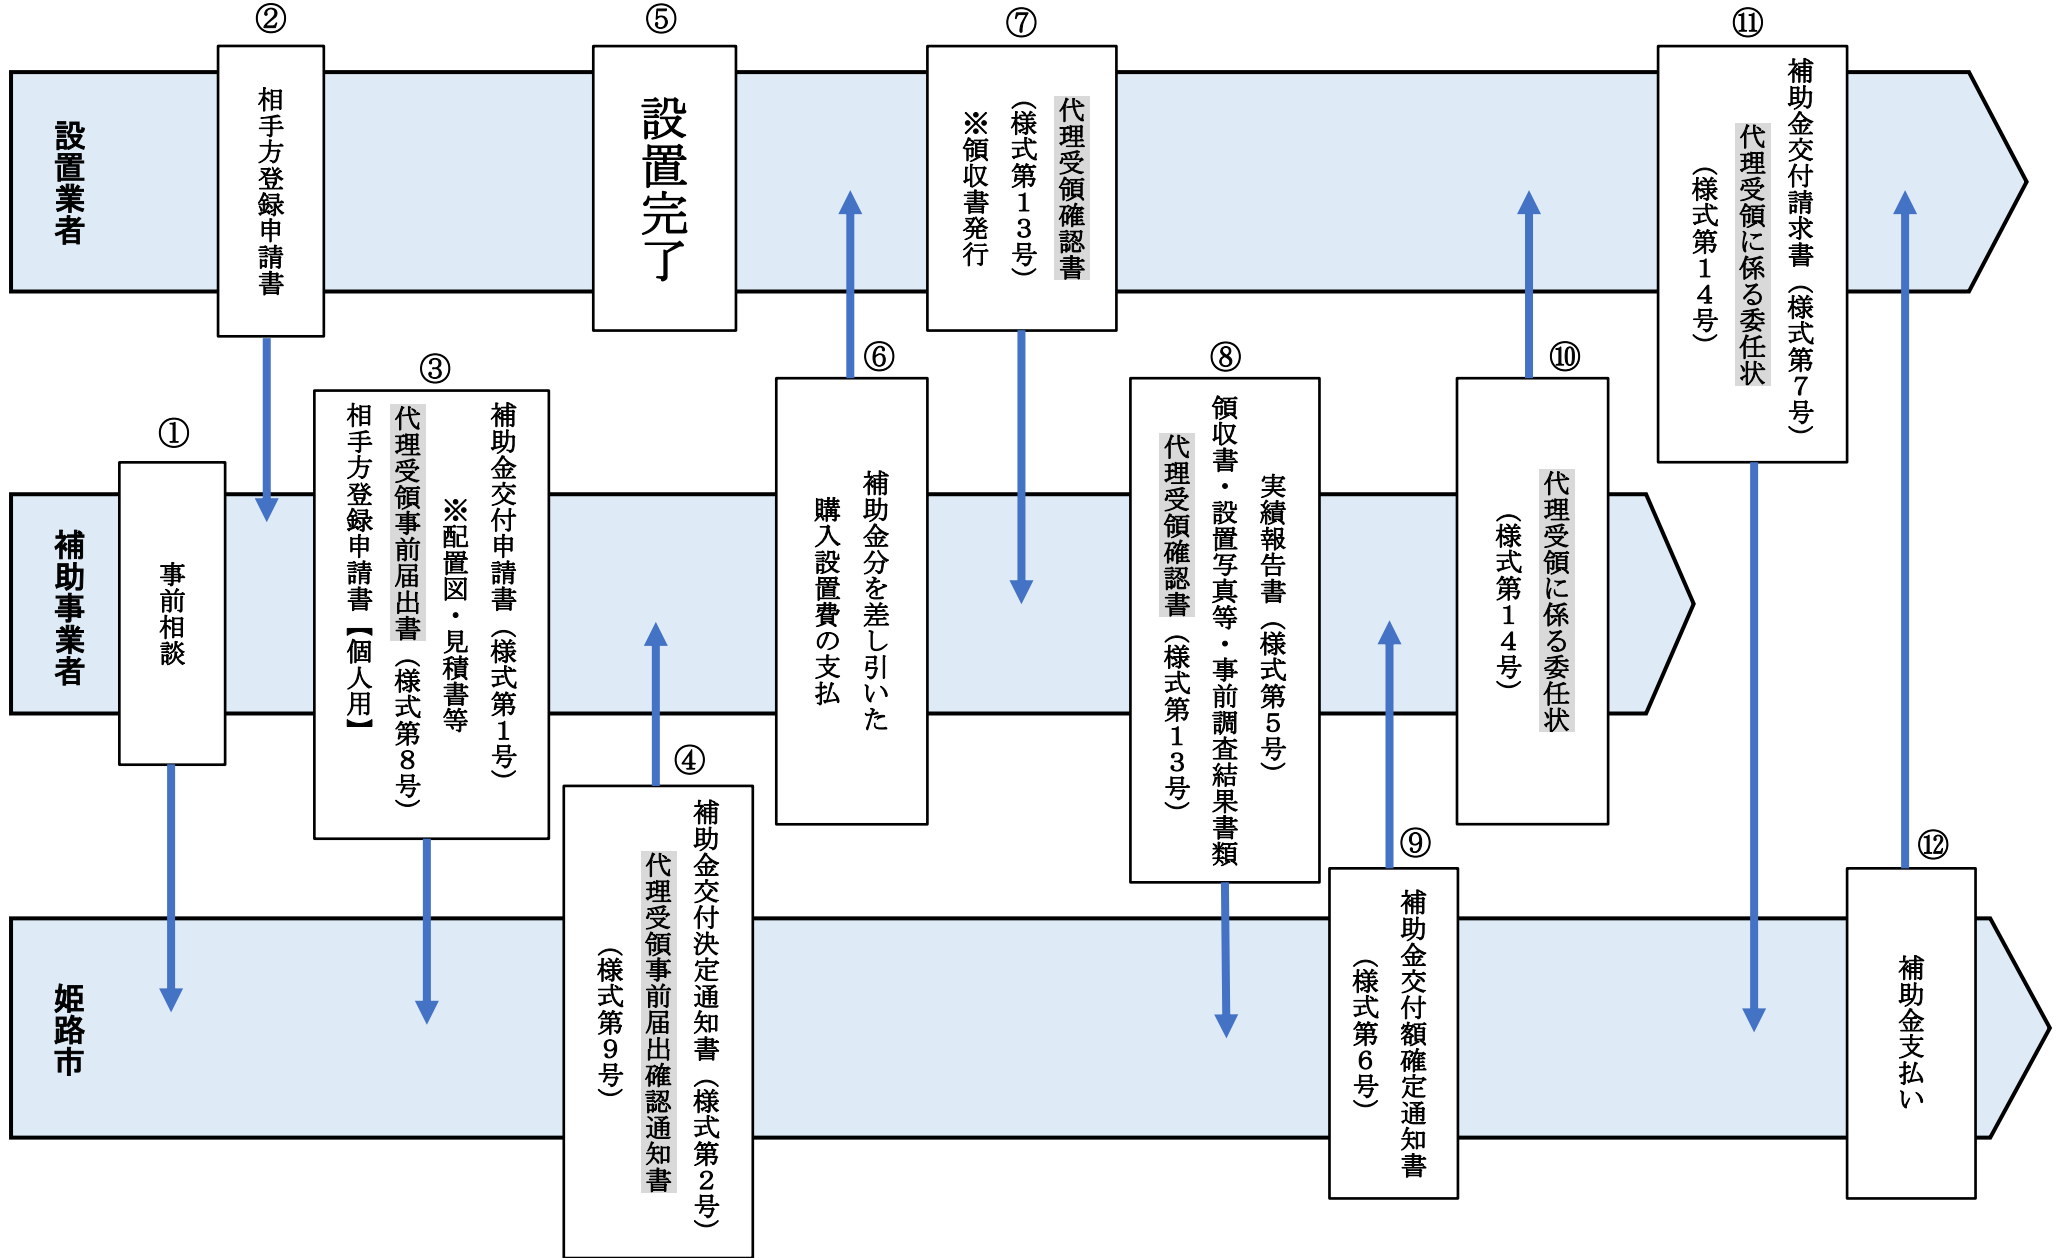 設置業者
②
相手方登録申請書
⑤
設置完了
⑦
代理受領確認書
（様式第１３号）
※領収書発行
⑪
補助金交付請求書（様式第７号）
代理受領に係る委任状
（様式第１４号）
補助事業者
①
事前相談
③
補助金交付申請書（様式第１号）
※配置図・見積書等
代理受領事前届出書（様式第８号）
相手方登録申請書【個人用】
⑥
補助金分を差し引いた
購入設置費の支払
⑧
実績報告書（様式第５号）
領収書・設置写真等・事前調査結果書類
代理受領確認書（様式第１３号）
⑩
代理受領に係る委任状
（様式第１４号）
姫路市
④
補助金交付決定通知書（様式第２号）
代理受領事前届出確認通知書
（様式第９号）
⑨
補助金交付額確定通知書
（様式第６号）
⑫
補助金支払い